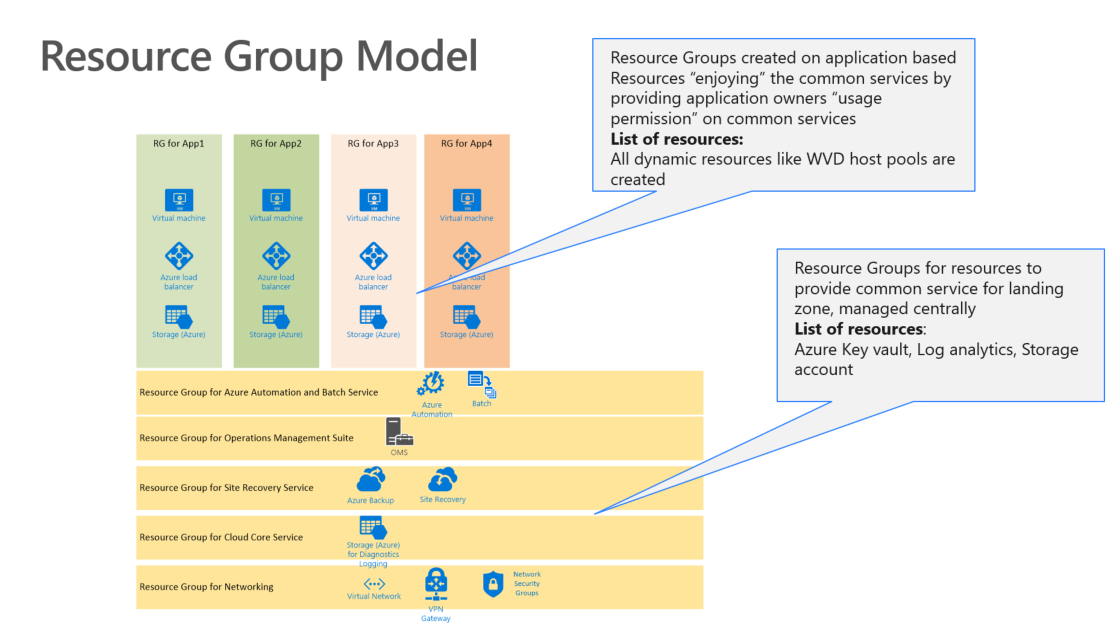 Resource Group Model
Resource Groups created on application based
Resources “enjoying” the common services by
providing application owners “usage
permission” on common services
List of resources:
All dynamic resources like WVD host pools are
created
RG for App1
RG for App2
RG for App3
RG for App4
Virtual machine
Virtual machine
Virtual machine
Virtual machine
Azure load
balancer
Azure load
balancer
Azure load
balancer
Azure load
balancer
Storage (Azure)
Storage (Azure)
Storage (Azure)
Storage (Azure)
Resource Groups for resources to
provide common service for landing
zone, managed centrally
List of resources:
Azure Key vault, Log analytics, Storage
account
Resource Group for Azure Automation and Batch Service
Azure
Automation
Batch
Resource Group for Operations Management Suite
OMS
Resource Group for Site Recovery Service
Azure Backup
Site Recovery
Resource Group for Cloud Core Service
Storage (Azure)
for Diagnostics
Logging
Resource Group for Networking
Virtual Network
VPN
Gateway
Network
Security
Groups